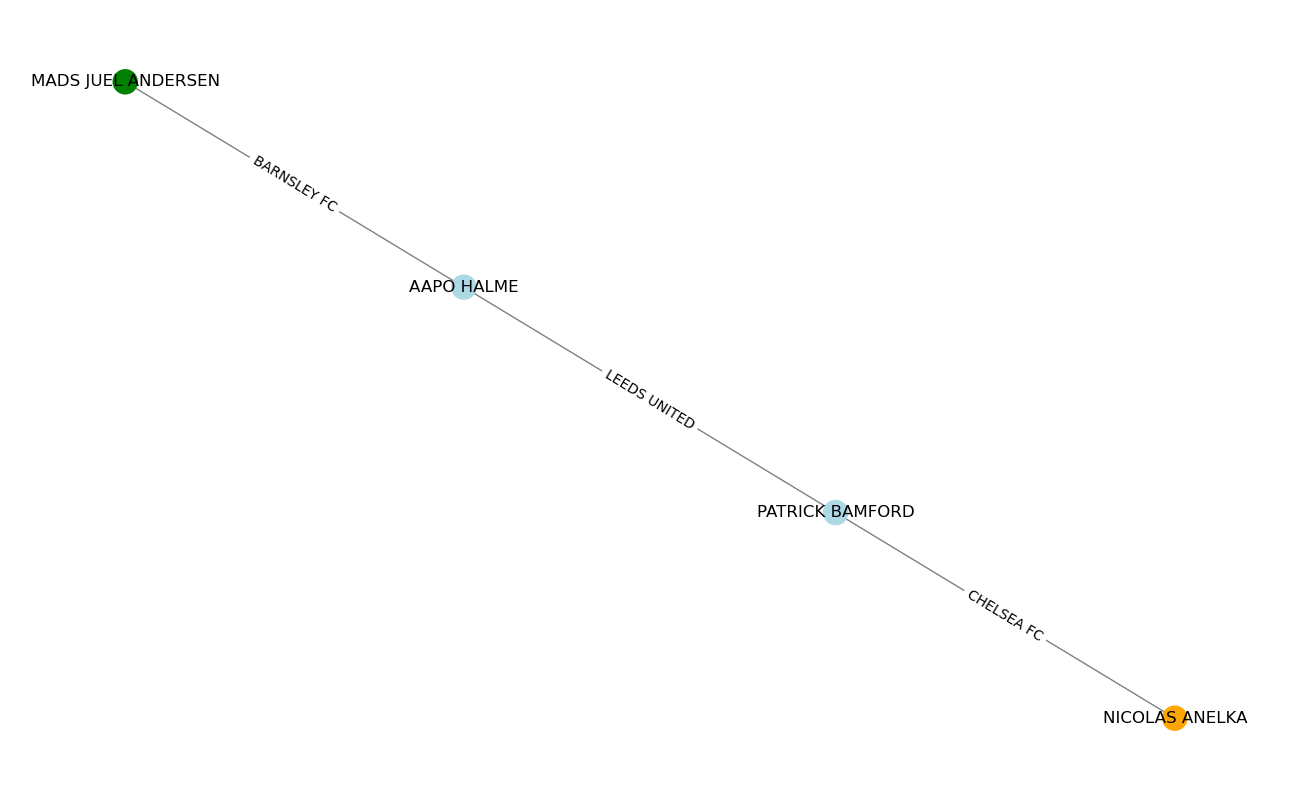 MADS JUEL ANDERSEN
BARNSLEY FC
AAPO HALME
LEEDS UNITED
PATRICK BAMFORD
CHELSEA FC
NICOLAS ANELKA